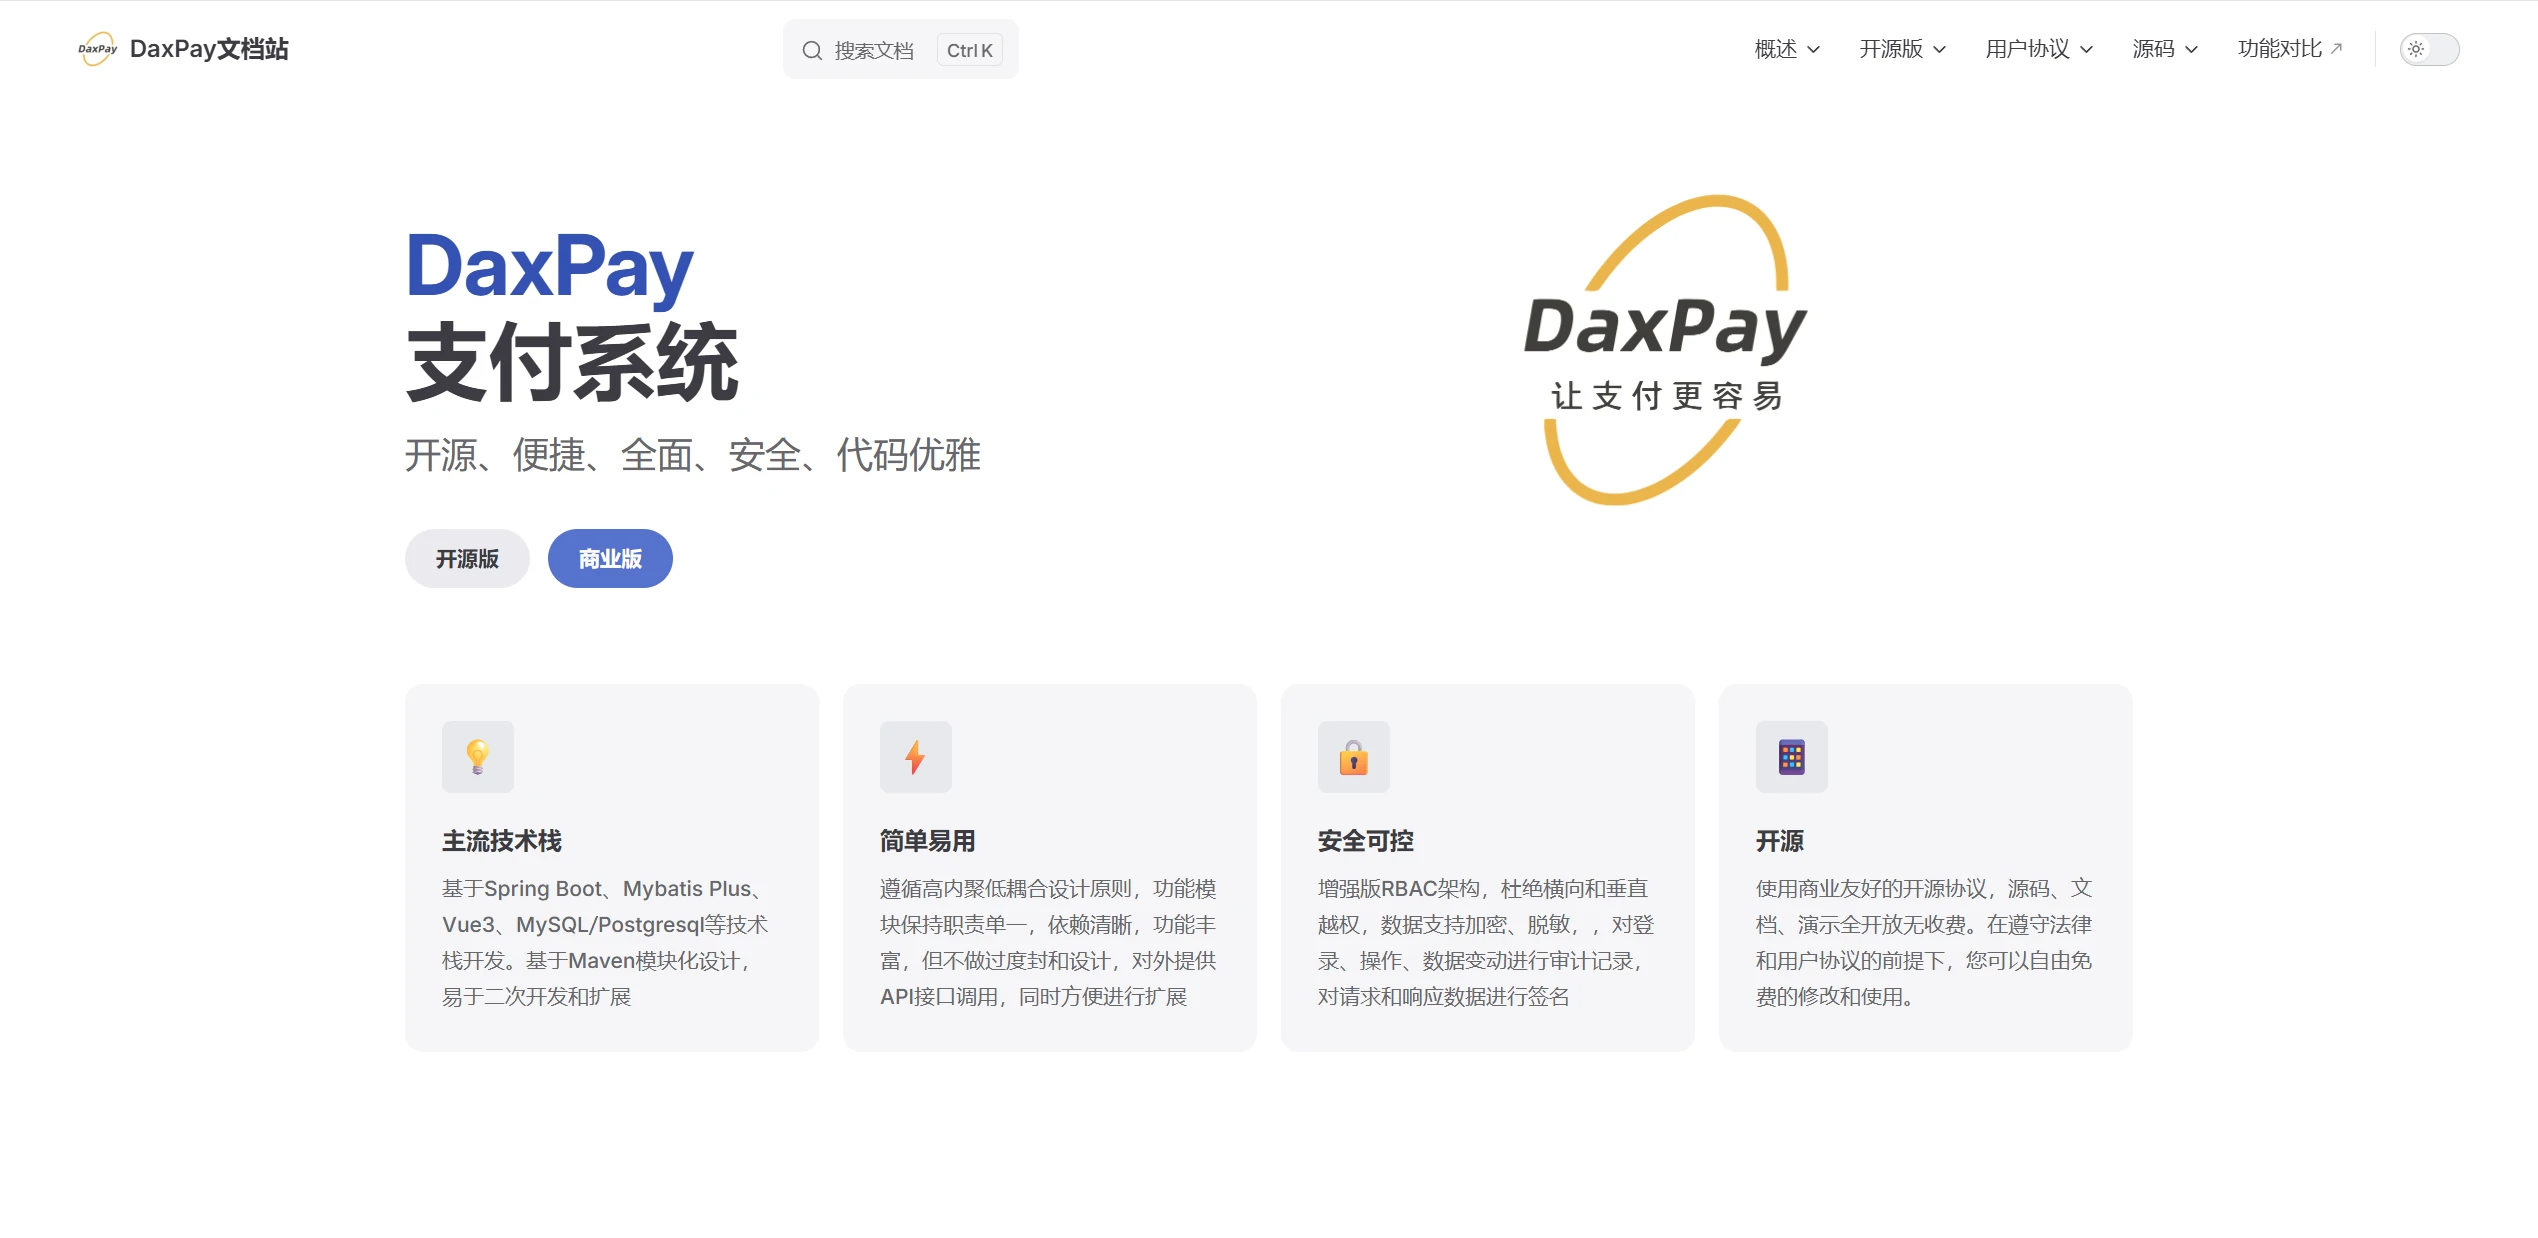 DaxPay
DaxPay文档站
搜索文档
Ctrl K
概述
开源版
用户协议
源码
功能对比
DaxPay
支付系统
开源、便捷、全面、安全、代码优雅
开源版
商业版
DaxPay
让支付更容易
主流技术栈
基于Spring Boot、Mybatis Plus、
Vue3、MySQL/Postgresql等技术
栈开发。基于Maven模块化设计，
易于二次开发和扩展
简单易用
遵循高内聚低耦合设计原则，功能模
块保持职责单一，依赖清晰，功能丰
富，但不做过度封和设计，对外提供
API接口调用，同时方便进行扩展
安全可控
增强版RBAC架构，杜绝横向和垂直
越权，数据支持加密、脱敏，，对登
录、操作、数据变动进行审计记录，
对请求和响应数据进行签名
开源
使用商业友好的开源协议，源码、文
档、演示全开放无收费。在遵守法律
和用户协议的前提下，您可以自由免
费的修改和使用。